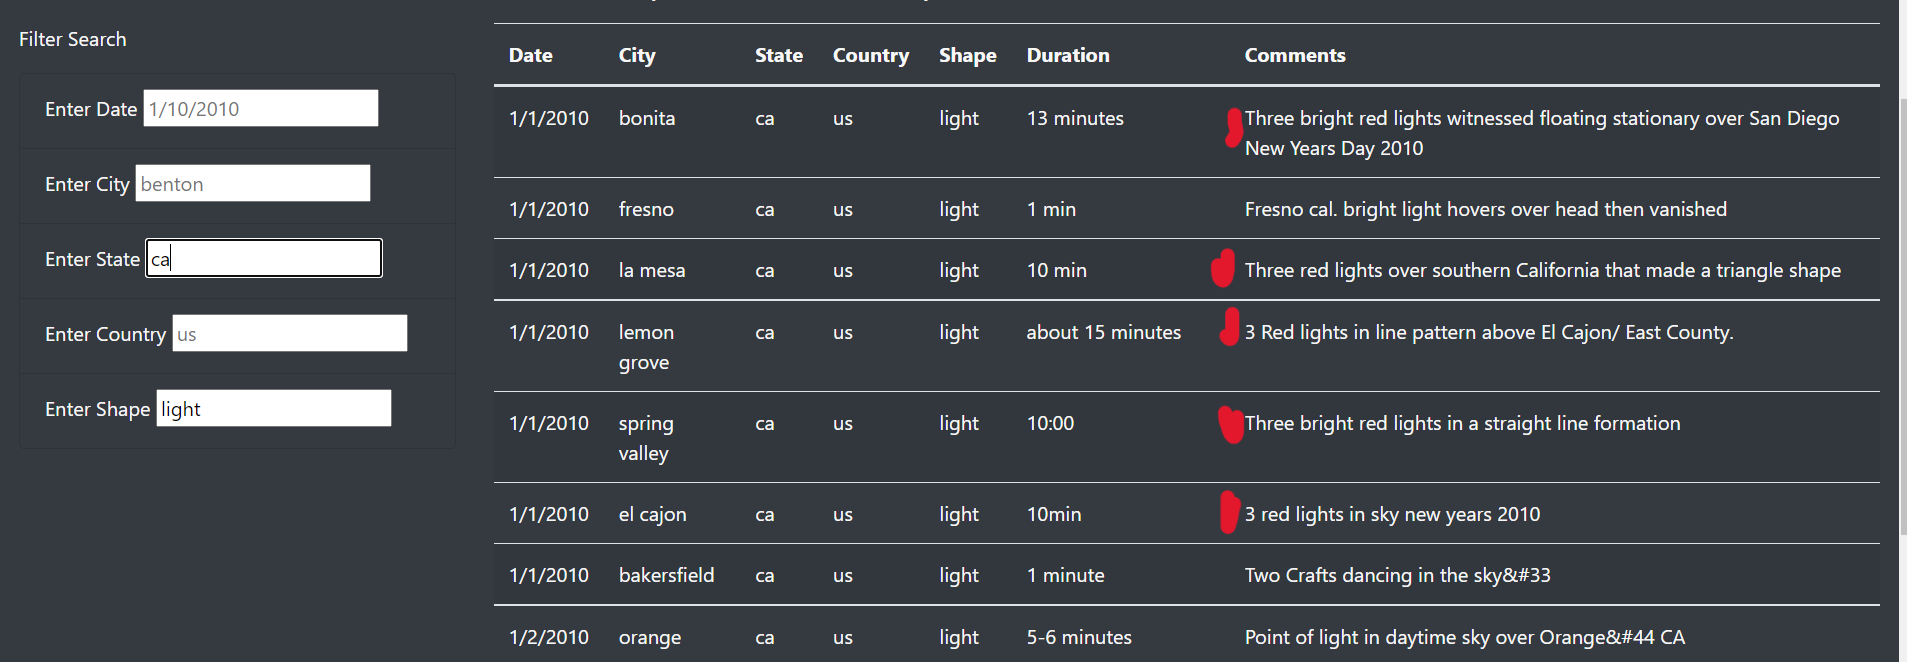 Filter Search
Enter Date 1/10/2010
Enter City benton
Enter State ca
Enter Country us
Enter Shape light
Date City State Country Shape Duration Comments
1/1/2010 bonita ca us light 13 minutes Three bright red lights witnessed floating stationary over San Diego
New Years Day 2010
1/1/2010 fresno ca us light 1 min Fresno cal. bright light hovers over head then vanished
1/1/2010 la mesa ca us light 10 min Three red lights over southern California that made a triangle shape
1/1/2010 lemon ca us light about 15 minutes 3 Red lights in line pattern above El Cajon/ East County.
grove
1/1/2010 spring ca us light 10:00 Three bright red lights in a straight line formation
valley
1/1/2010 el cajon ca us light 10min 3 red lights in sky new years 2010
1/1/2010 bakersfield ca us light 1 minute Two Crafts dancing in the sky&#33
1/2/2010 orange ca us light 5-6 minutes Point of light in daytime sky over Orange&#44 CA